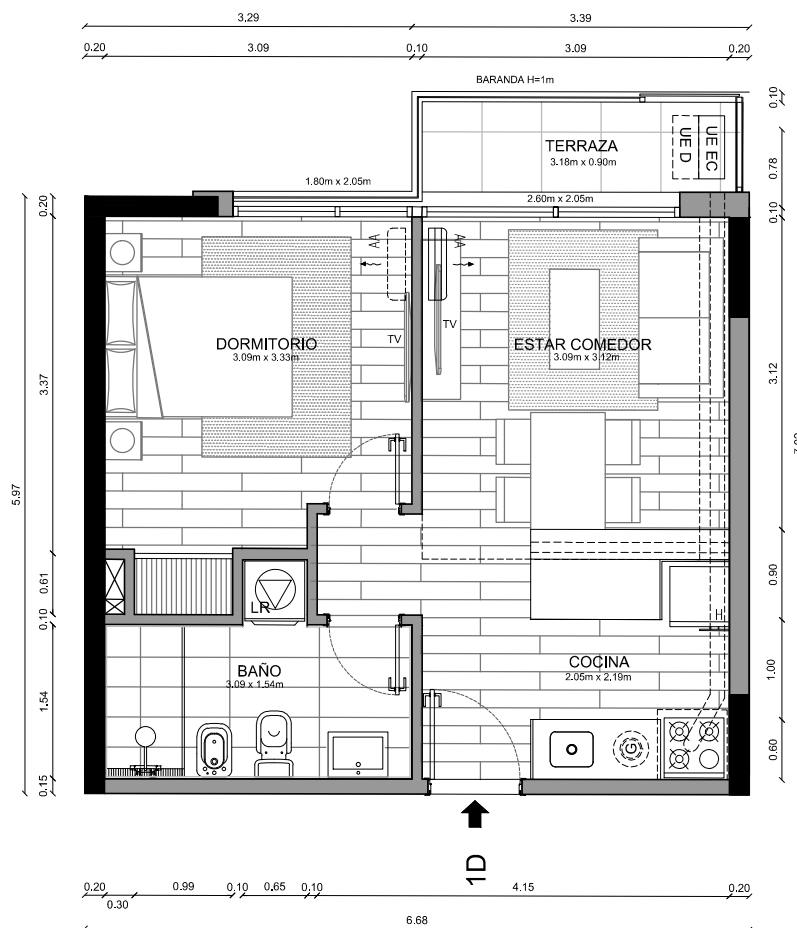 3.29
3.39
0.20
3.09
0.10
3.09
0.20
BARANDA H=1m
0.10
TERRAZA
3.18m x 0.90m
UE D
UE EC
0.78
1.80m x 2.05m
2.60m x 2.05m
0.20
0.10
AA
AA
TV
TV
DORMITORIO
3.09m x 3.33m
ESTAR COMEDOR
3.09m x 3.12m
3.37
3.12
5.97
0.61
0.90
LR
H
0.10
BAÑO
3.09 x 1.54m
COCINA
2.05m x 2.19m
1.54
1.00
G
0.60
0.15
1D
0.20
0.30
0.99
0.10
0.65
0.10
4.15
0.20
6.68